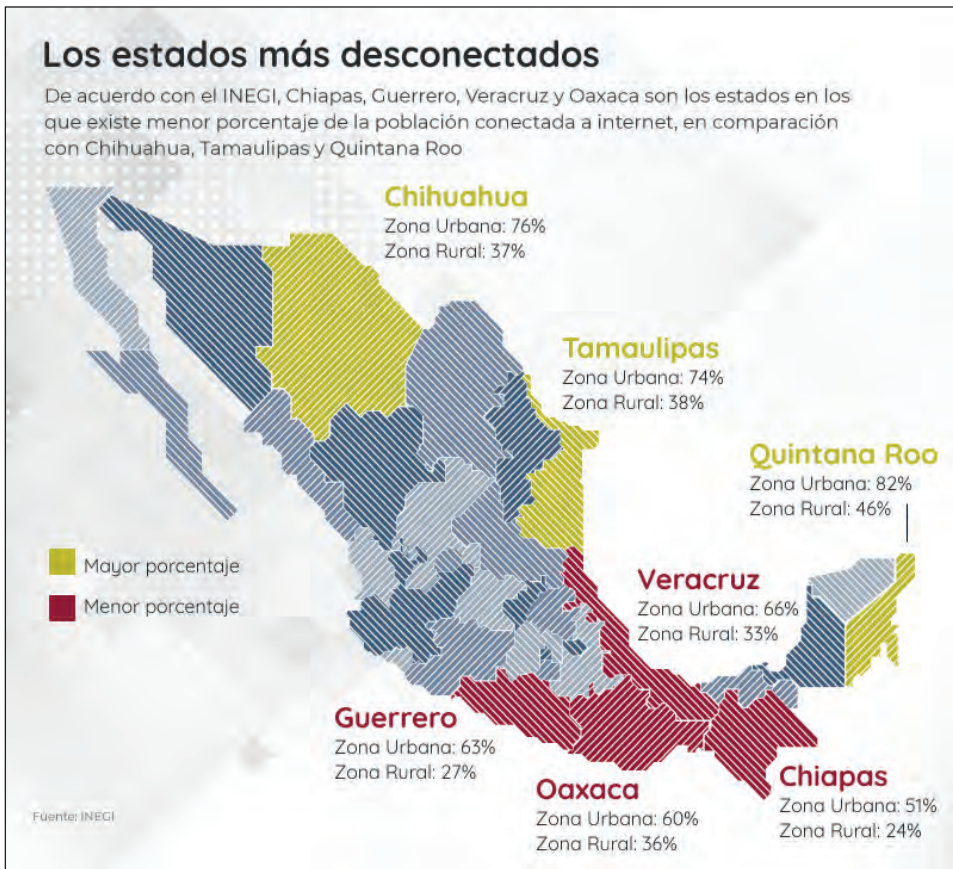 Los estados más desconectados
De acuerdo con el INEGI, Chiapas, Guerrero, Veracruz y Oaxaca son los estados en los
que existe menor porcentaje de la población conectada a internet, en comparación
con Chihuahua, Tamaulipas y Quintana Roo
Chihuahua
Zona Urbana: 76%
Zona Rural: 37%
Tamaulipas
Zona Urbana: 74%
Zona Rural: 38%
Quintana Roo
Zona Urbana: 82%
Zona Rural: 46%
Mayor porcentaje
Menor porcentaje
Veracruz
Zona Urbana: 66%
Zona Rural: 33%
Guerrero
Zona Urbana: 63%
Zona Rural: 27%
Oaxaca
Zona Urbana: 60%
Zona Rural: 36%
Chiapas
Zona Urbana: 51%
Zona Rural: 24%
Fuente: INEGI